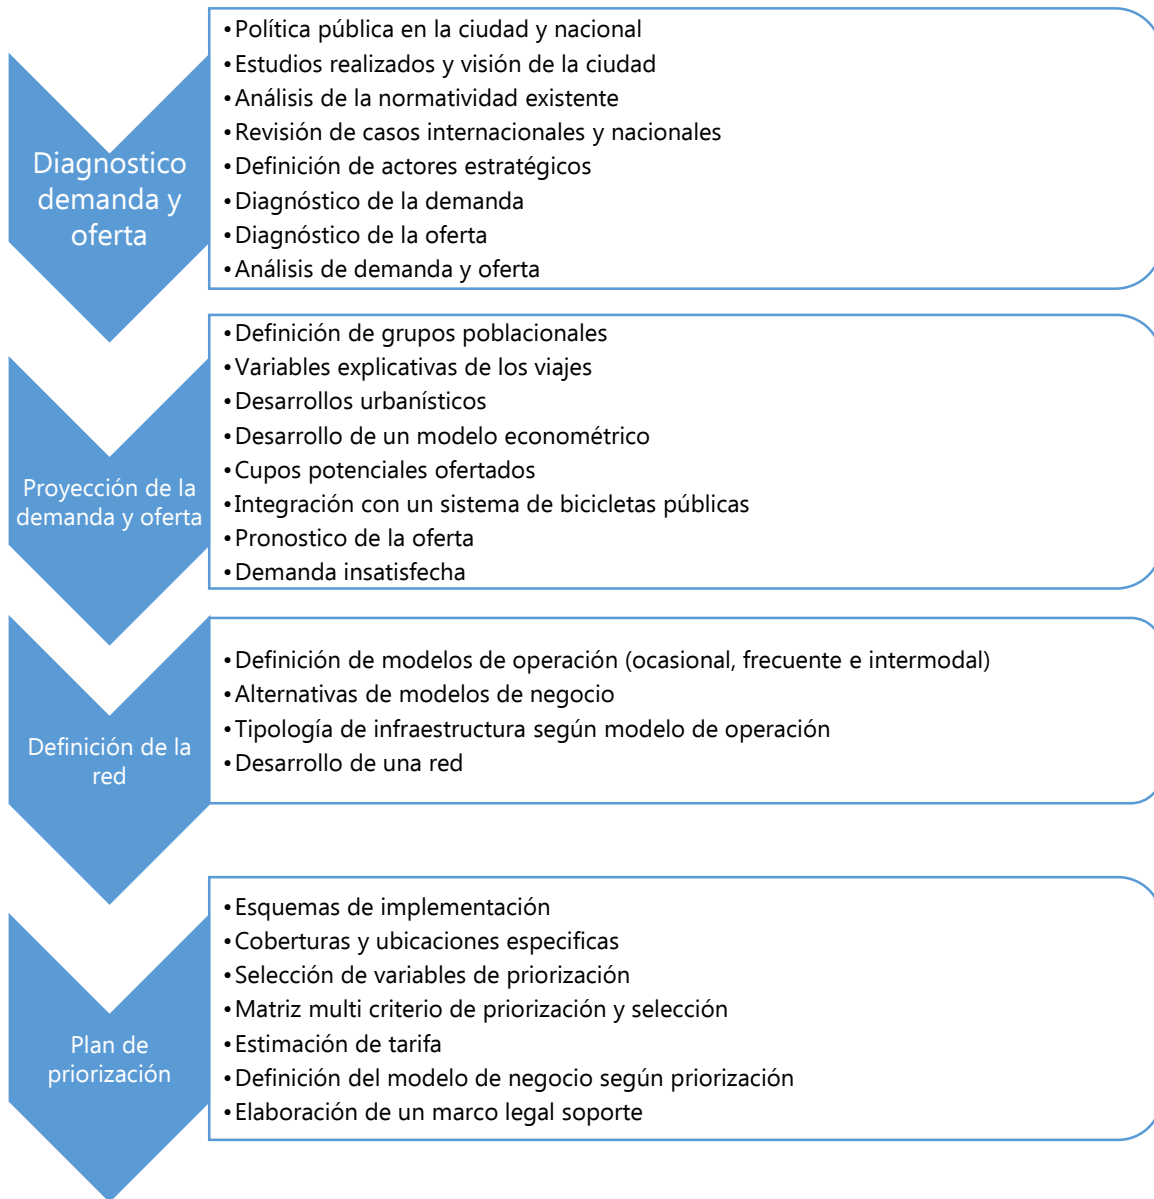 Diagnostico
demanda y
oferta
•Política pública en la ciudad y nacional
•Estudios realizados y visión de la ciudad
•Análisis de la normatividad existente
•Revisión de casos internacionales y nacionales
•Definición de actores estratégicos
•Diagnóstico de la demanda
•Diagnóstico de la oferta
•Análisis de demanda y oferta
Proyección de la
demanda y oferta
•Definición de grupos poblacionales
•Variables explicativas de los viajes
•Desarrollos urbanísticos
•Desarrollo de un modelo econométrico
•Cupos potenciales ofertados
•Integración con un sistema de bicicletas públicas
•Pronostico de la oferta
•Demanda insatisfecha
Definición de la
red
•Definición de modelos de operación (ocasional, frecuente e intermodal)
•Alternativas de modelos de negocio
•Tipología de infraestructura según modelo de operación
•Desarrollo de una red
Plan de
priorización
•Esquemas de implementación
•Coberturas y ubicaciones especificas
•Selección de variables de priorización
•Matriz multi criterio de priorización y selección
•Estimación de tarifa
•Definición del modelo de negocio según priorización
•Elaboración de un marco legal soporte